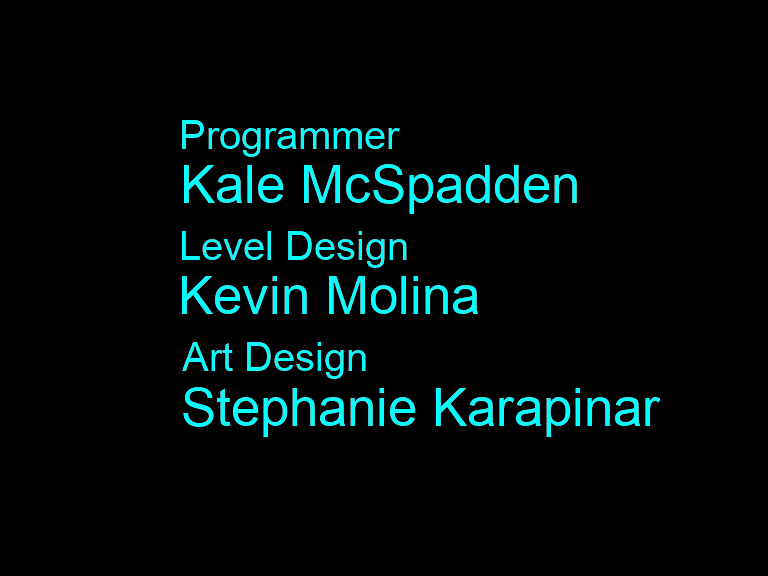 Programmer
Kale McSpadden
Level Design
Kevin Molina
Art Design
Stephanie Karapinar